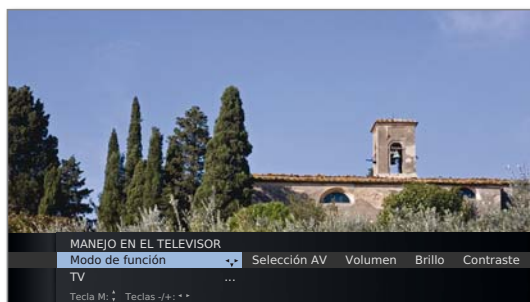 MANEJO EN EL TELEVISOR
Modo de función Selección AV Volumen Brillo Contraste
TV ...
Tecla M: Teclas -/+: